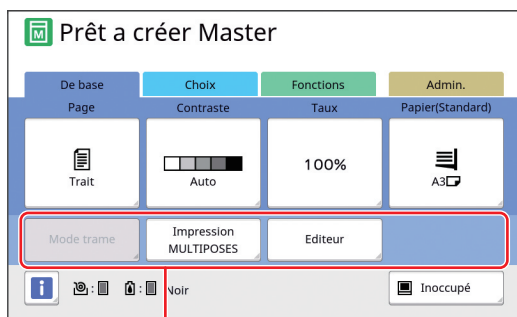 Prêt a créer Master
De base Choix Fonctions Admin.
Page Contraste Taux Papier(Standard)
Trait Auto 100% A3
Mode trame Impression MULTIPOSES Editeur
i : : Noir Inoccupé